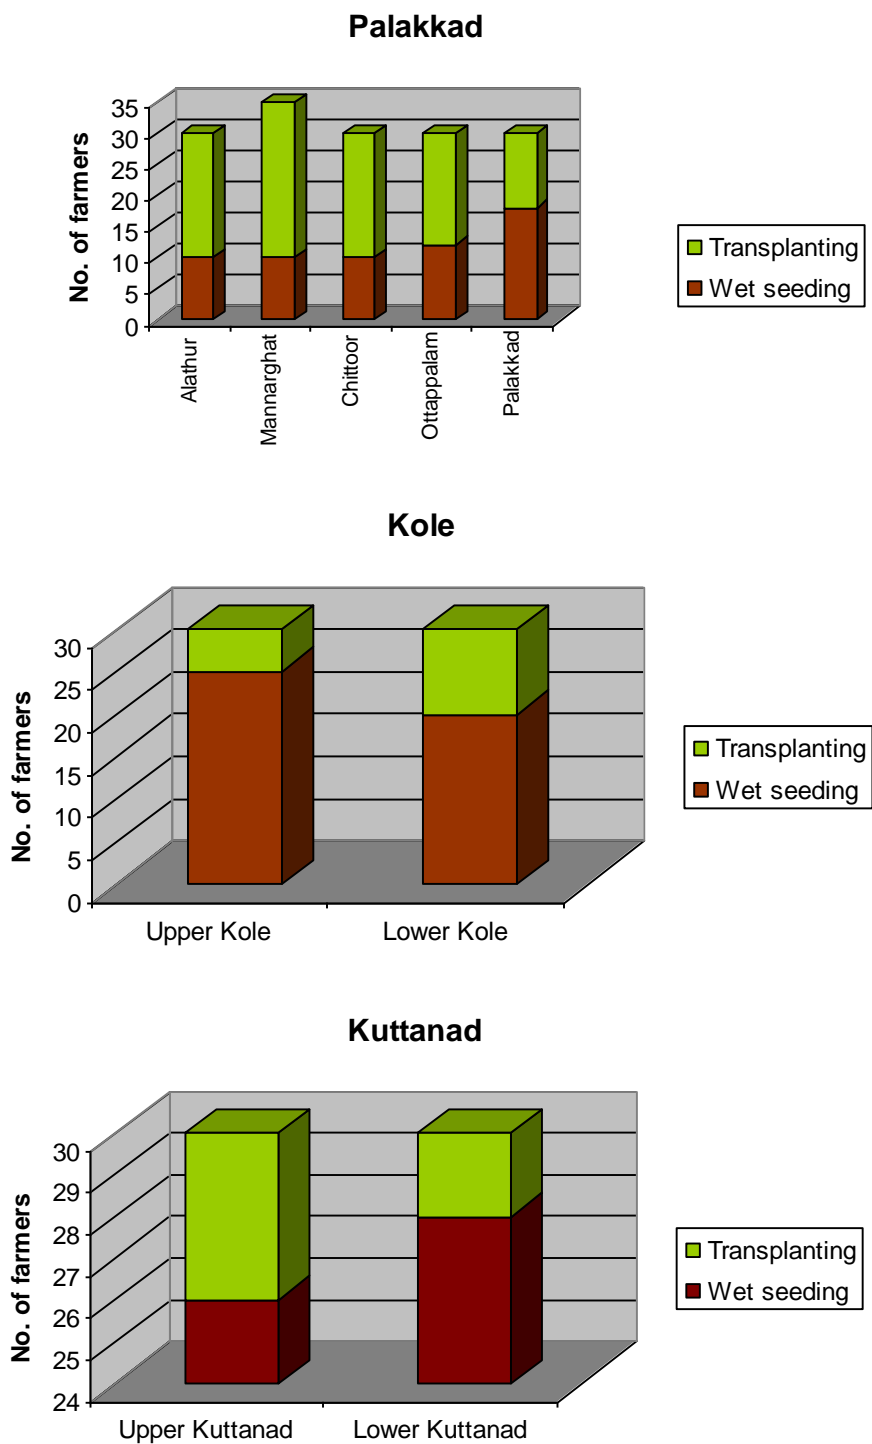 Palakkad
No. of farmers
35
30
25
20
15
10
5
0
Alathur
Mannarghat
Chittoor
Ottappalam
Palakkad
Transplanting
Wet seeding
Kole
No. of farmers
30
25
20
15
10
5
0
Upper Kole
Lower Kole
Transplanting
Wet seeding
Kuttanad
No. of farmers
30
29
28
27
26
25
24
Upper Kuttanad
Lower Kuttanad
Transplanting
Wet seeding